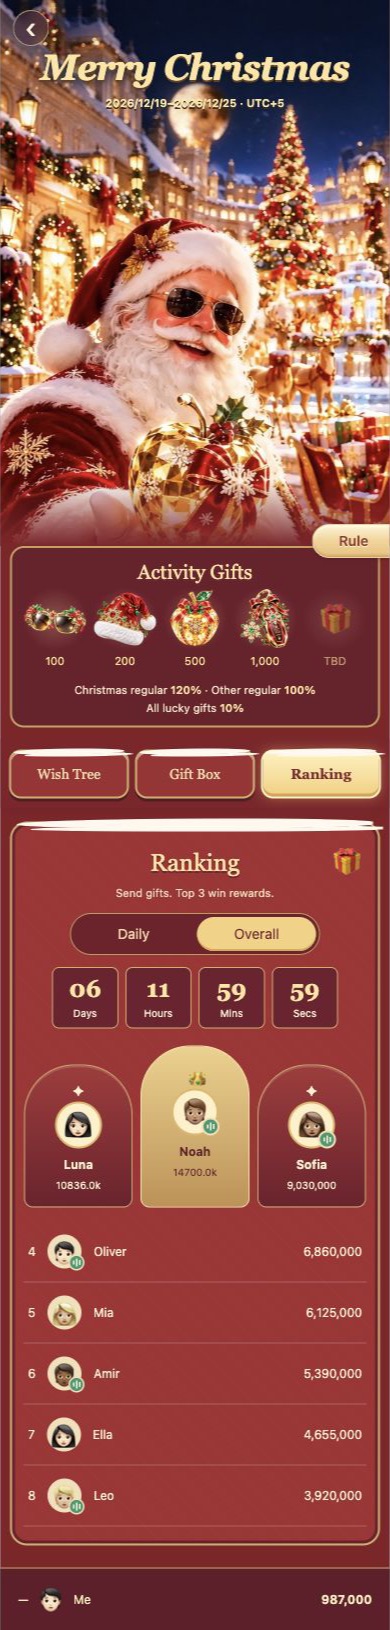 Merry Christmas
2026/12/19–2026/12/25 · UTC+5
Rule
Activity Gifts
100 200 500 1,000 TBD
Christmas regular 120% · Other regular 100%
All lucky gifts 10%
Wish Tree Gift Box Ranking
Ranking
Send gifts. Top 3 win rewards.
Daily Overall
06 11 59 59
Days Hours Mins Secs
Luna Noah Sofia
10836.0k 14700.0k 9,030,000
4 Oliver 6,860,000
5 Mia 6,125,000
6 Amir 5,390,000
7 Ella 4,655,000
8 Leo 3,920,000
— Me 987,000